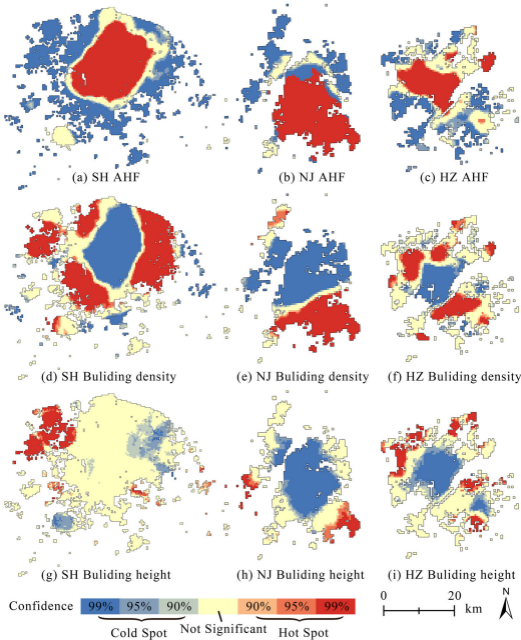 (a) SH AHF
(b) NJ AHF
(c) HZ AHF
(d) SH Buliding density
(e) NJ Buliding density
(f) HZ Buliding density
(g) SH Buliding height
(h) NJ Buliding height
(i) HZ Buliding height
Confidence 99% 95% 90% 90% 95% 99%
Cold Spot Not Significant Hot Spot
0 20 km
N